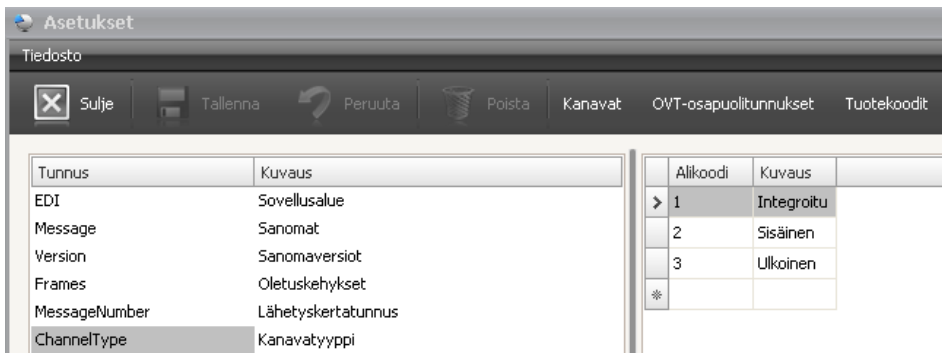 Asetukset
Tiedosto
Sulje Tallenna Peruuta Poista Kanavat OVT-osapuolitunnukset Tuotekoodit
Tunnus Kuvaus
EDI Sovellusalue
Message Sanomat
Version Sanomaversiot
Frames Oletuskehykset
MessageNumber Lähetyskertatunnus
ChannelType Kanavatyyppi
Alikoodi Kuvaus
1 Integroitu
2 Sisäinen
3 Ulkoinen